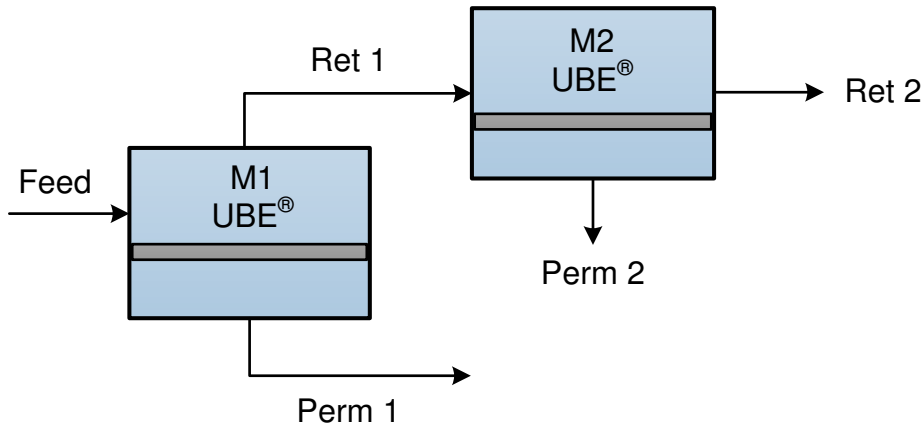 M2
UBE®
Ret 1
Ret 2
M1
UBE®
Feed
Perm 2
Perm 1